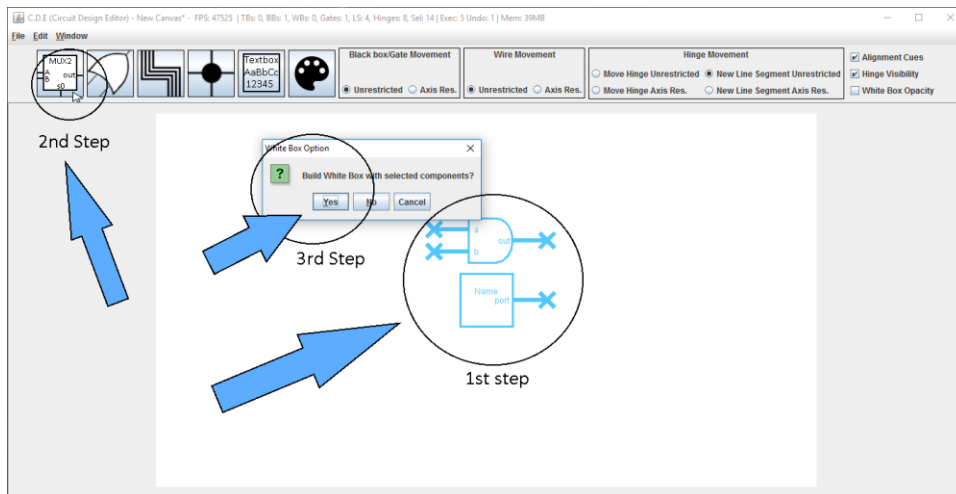 C.D.E (Circuit Design Editor) - New Canvas* - FPS: 47525 | TBs: 0, BBs: 1, WBs: 0, Gates: 1, LS: 4, Hinges: 8, Sel: 14 | Exec: 5 Undo: 1 | Mem: 39MB
File Edit Window
MUX2
A
B
out
s0
Textbox
AaBbCc
12345
Black box/Gate Movement
Unrestricted Axis Res.
Wire Movement
Unrestricted Axis Res.
Hinge Movement
Move Hinge Unrestricted New Line Segment Unrestricted
Move Hinge Axis Res. New Line Segment Axis Res.
Alignment Cues
Hinge Visibility
White Box Opacity
2nd Step
White Box Option
?
Build White Box with selected components?
Yes No Cancel
3rd Step
a
out
b
Name
port
1st step